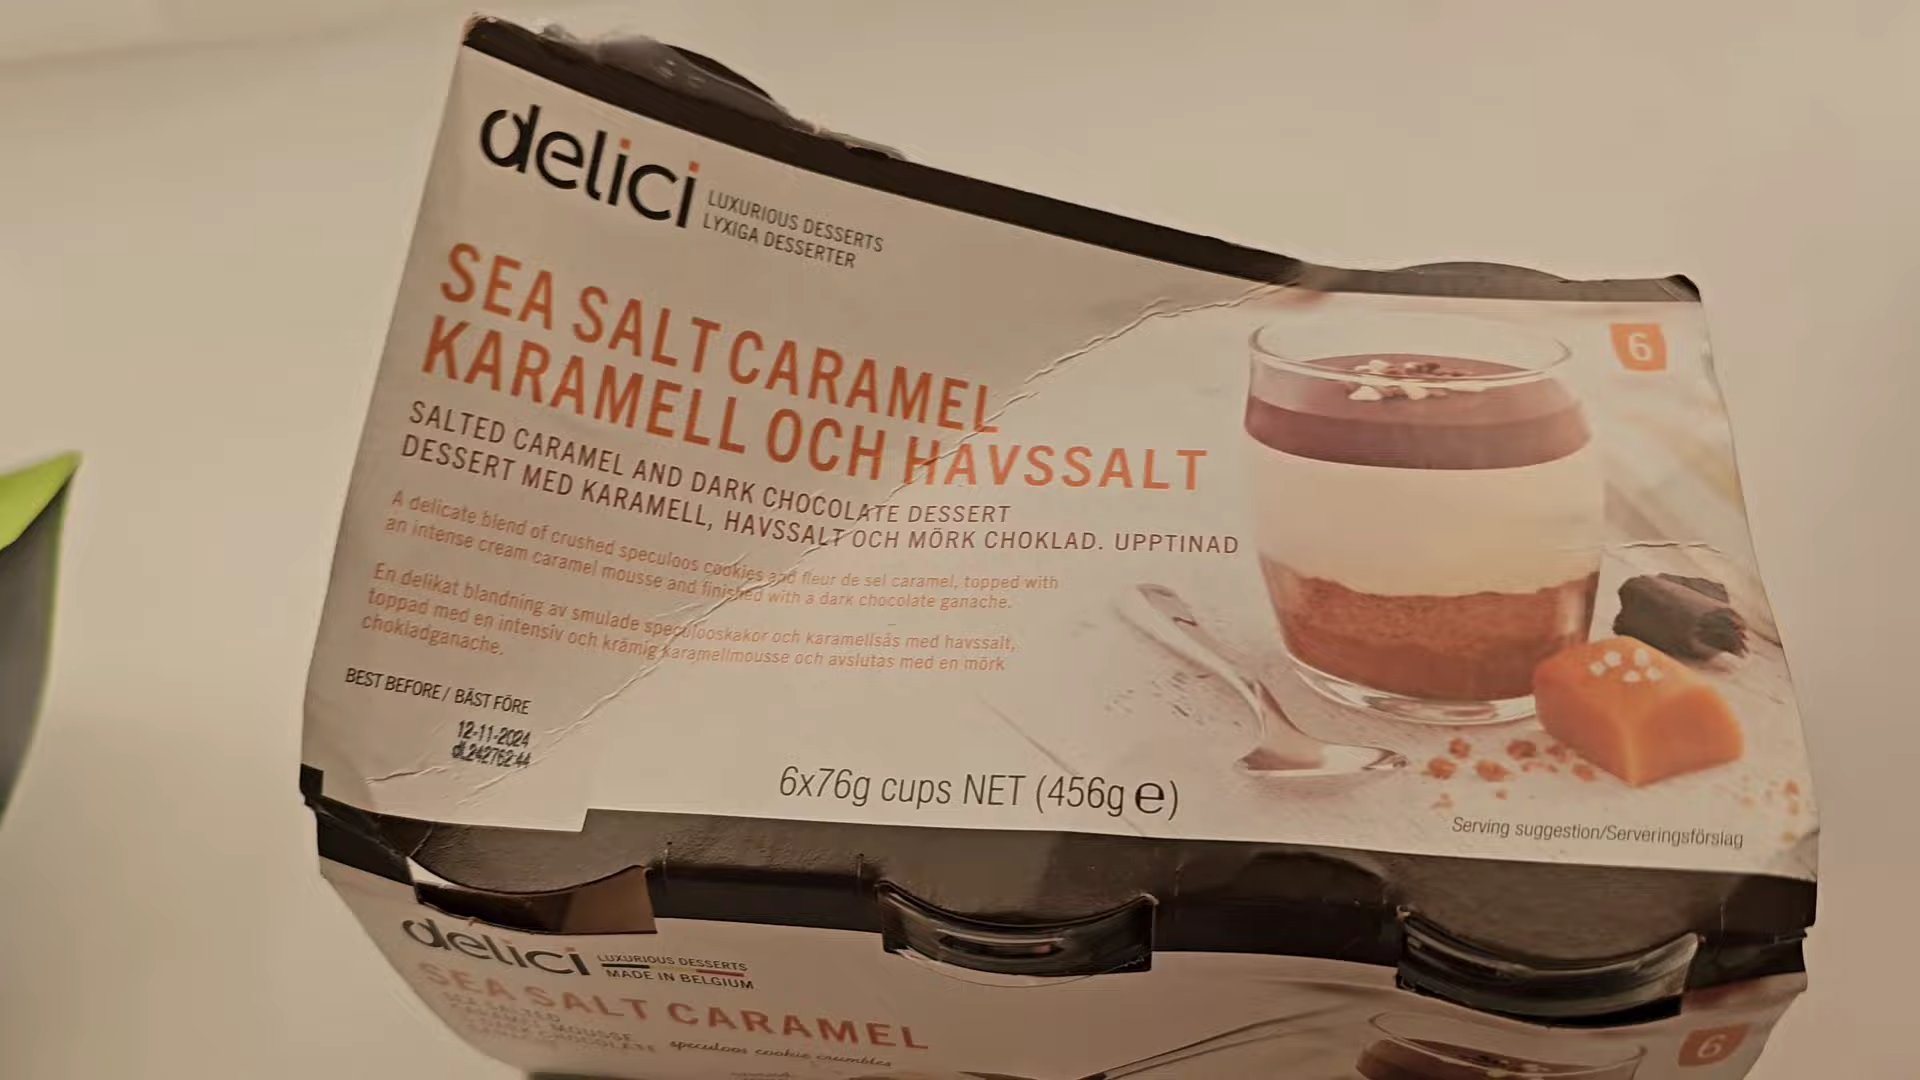 delici
LUXURIOUS DESSERTS
LYXIGA DESSERTER
SEA SALT CARAMEL
KARAMELL OCH HAVSSALT
SALTED CARAMEL AND DARK CHOCOLATE DESSERT
DESSERT MED KARAMELL, HAVSSALT OCH MÖRK CHOKLAD. UPPTINAD
A delicate blend of crushed speculoos cookies and fleur de sel caramel, topped with
an intense cream caramel mousse and finished with a dark chocolate ganache.
En delikat blandning av smulade speculooskakor och karamellsås med havssalt,
toppad med en intensiv och krämig karamellmousse och avslutas med en mörk
chokladganache.
BEST BEFORE / BÄST FÖRE
12-11-2024
dL242762:44
6x76g cups NET (456g e)
6
Serving suggestion/Serveringsförslag
delici
LUXURIOUS DESSERTS
MADE IN BELGIUM
SEA SALT CARAMEL
MOUSSE
speculoos cookie crumbles
6